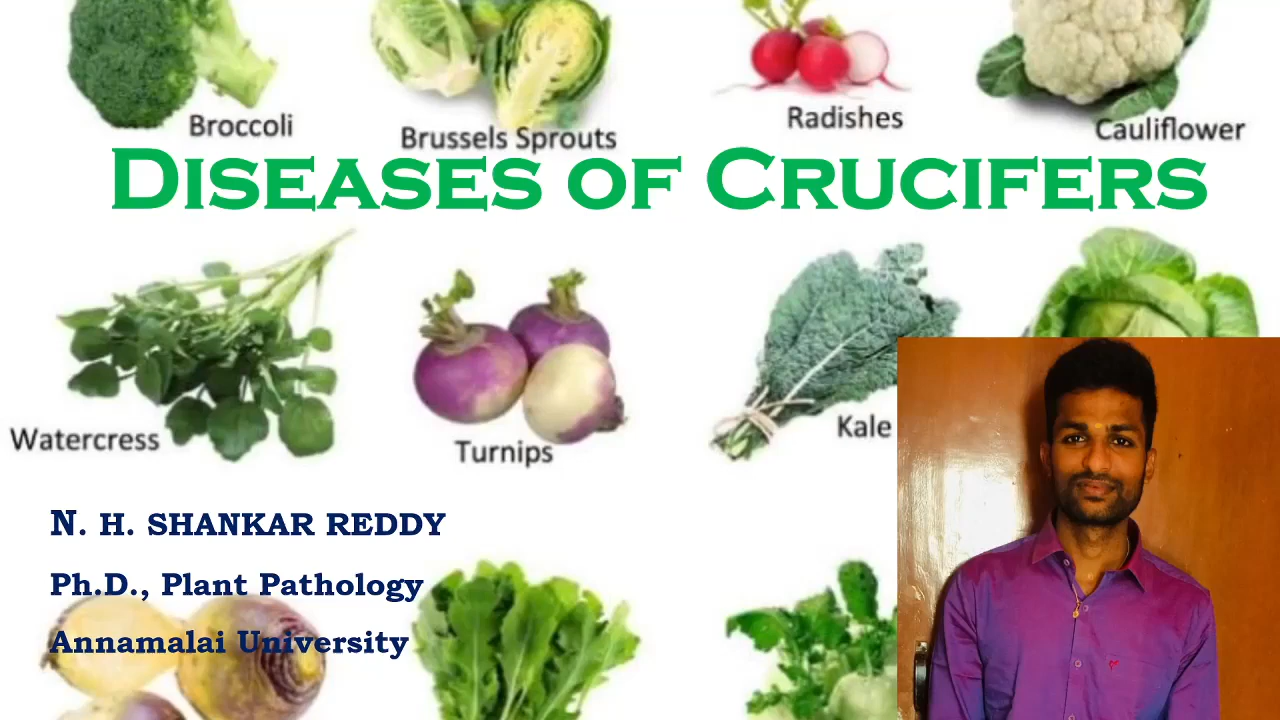 Broccoli
Brussels Sprouts
Radishes
Cauliflower
DISEASES OF CRUCIFERS
Watercress
Turnips
Kale
N. H. SHANKAR REDDY
Ph.D., Plant Pathology
Annamalai University